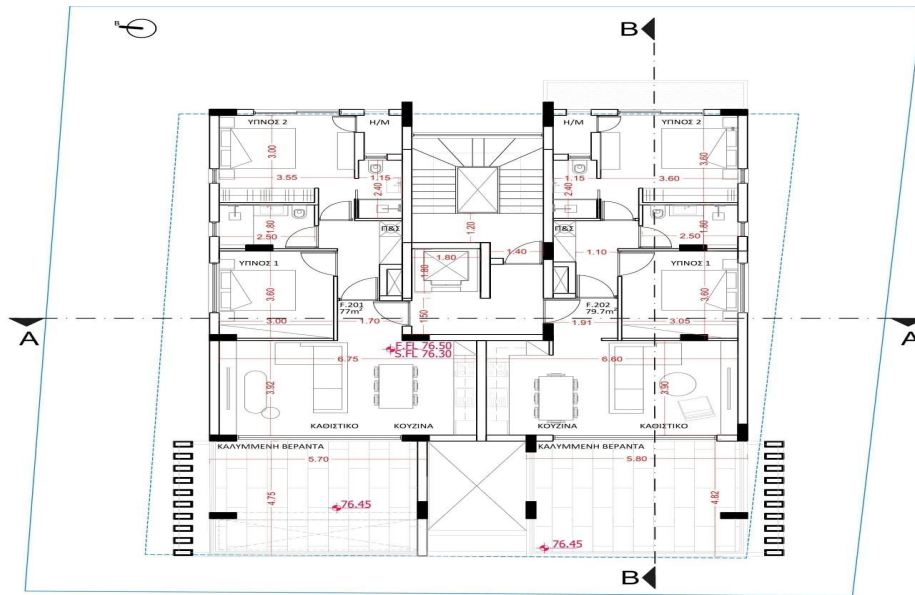 B
B
ΥΠΝΟΣ 2
H/M
H/M
ΥΠΝΟΣ 2
3.00
3.55
1.15
2.40
1.15
2.40
3.60
3.60
1.80
2.50
Π&Σ
1.20
Π&Σ
1.80
2.50
1.80
1.40
1.10
ΥΠΝΟΣ 1
1.80
ΥΠΝΟΣ 1
3.60
3.60
F.201
77m²
F.202
79.7m²
3.00
1.70
1.50
1.91
3.05
A
A
F.FL 76.50
S.FL 76.30
6.75
6.60
3.92
3.90
ΚΑΘΙΣΤΙΚΟ
ΚΟΥΖΙΝΑ
ΚΟΥΖΙΝΑ
ΚΑΘΙΣΤΙΚΟ
ΚΑΛΥΜΜΕΝΗ ΒΕΡΑΝΤΑ
ΚΑΛΥΜΜΕΝΗ ΒΕΡΑΝΤΑ
5.70
5.80
4.75
4.82
76.45
76.45
B